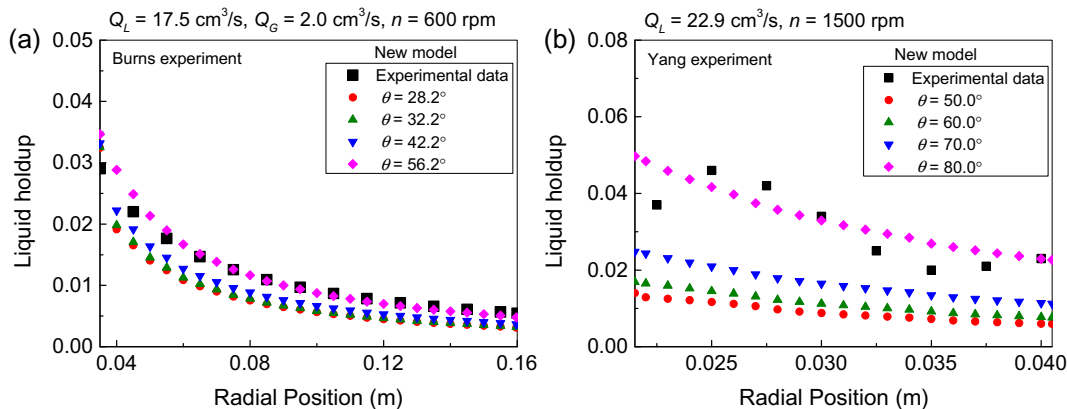 Q_L = 17.5 cm³/s, Q_G = 2.0 cm³/s, n = 600 rpm
(a)
0.05
0.04
0.03
0.02
0.01
0.00
Liquid holdup
Burns experiment
New model
Experimental data
θ = 28.2°
θ = 32.2°
θ = 42.2°
θ = 56.2°
0.04
0.08
0.12
0.16
Radial Position (m)
Q_L = 22.9 cm³/s, n = 1500 rpm
(b)
0.08
0.06
0.04
0.02
0.00
Liquid holdup
Yang experiment
New model
Experimental data
θ = 50.0°
θ = 60.0°
θ = 70.0°
θ = 80.0°
0.025
0.030
0.035
0.040
Radial Position (m)